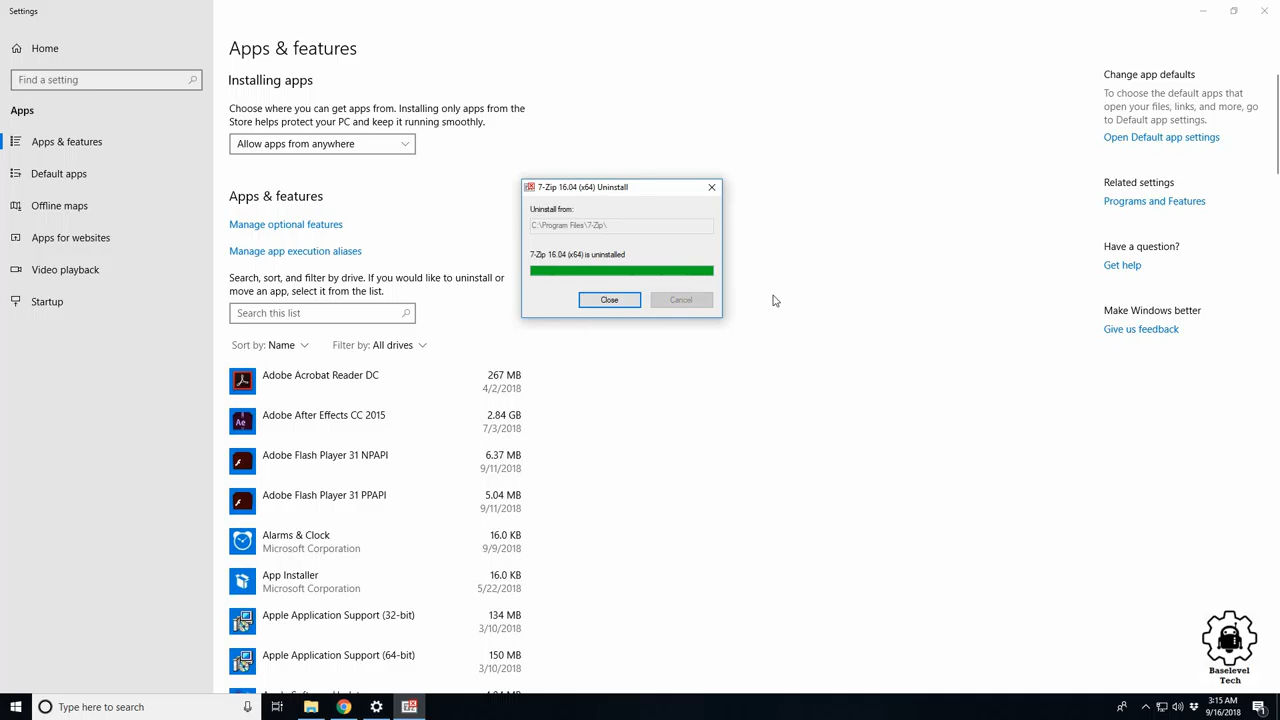 Settings
Home
Find a setting
Apps
Apps & features
Default apps
Offline maps
Apps for websites
Video playback
Startup
Apps & features
Installing apps
Choose where you can get apps from. Installing only apps from the
Store helps protect your PC and keep it running smoothly.
Allow apps from anywhere
Apps & features
Manage optional features
Manage app execution aliases
Search, sort, and filter by drive. If you would like to uninstall or
move an app, select it from the list.
Search this list
Sort by: Name
Filter by: All drives
Adobe Acrobat Reader DC 267 MB
4/2/2018
Adobe After Effects CC 2015 2.84 GB
7/3/2018
Adobe Flash Player 31 NPAPI 6.37 MB
9/11/2018
Adobe Flash Player 31 PPAPI 5.04 MB
9/11/2018
Alarms & Clock 16.0 KB
Microsoft Corporation 9/9/2018
App Installer 16.0 KB
Microsoft Corporation 5/22/2018
Apple Application Support (32-bit) 134 MB
3/10/2018
Apple Application Support (64-bit) 150 MB
3/10/2018
7-Zip 16.04 (x64) Uninstall
Uninstall from:
C:\Program Files\7-Zip\
7-Zip 16.04 (x64) is uninstalled
Close
Cancel
Change app defaults
To choose the default apps that
open your files, links, and more, go
to Default app settings.
Open Default app settings
Related settings
Programs and Features
Have a question?
Get help
Make Windows better
Give us feedback
Baselevel
Tech
Type here to search
Ae
3:15 AM
9/16/2018
1